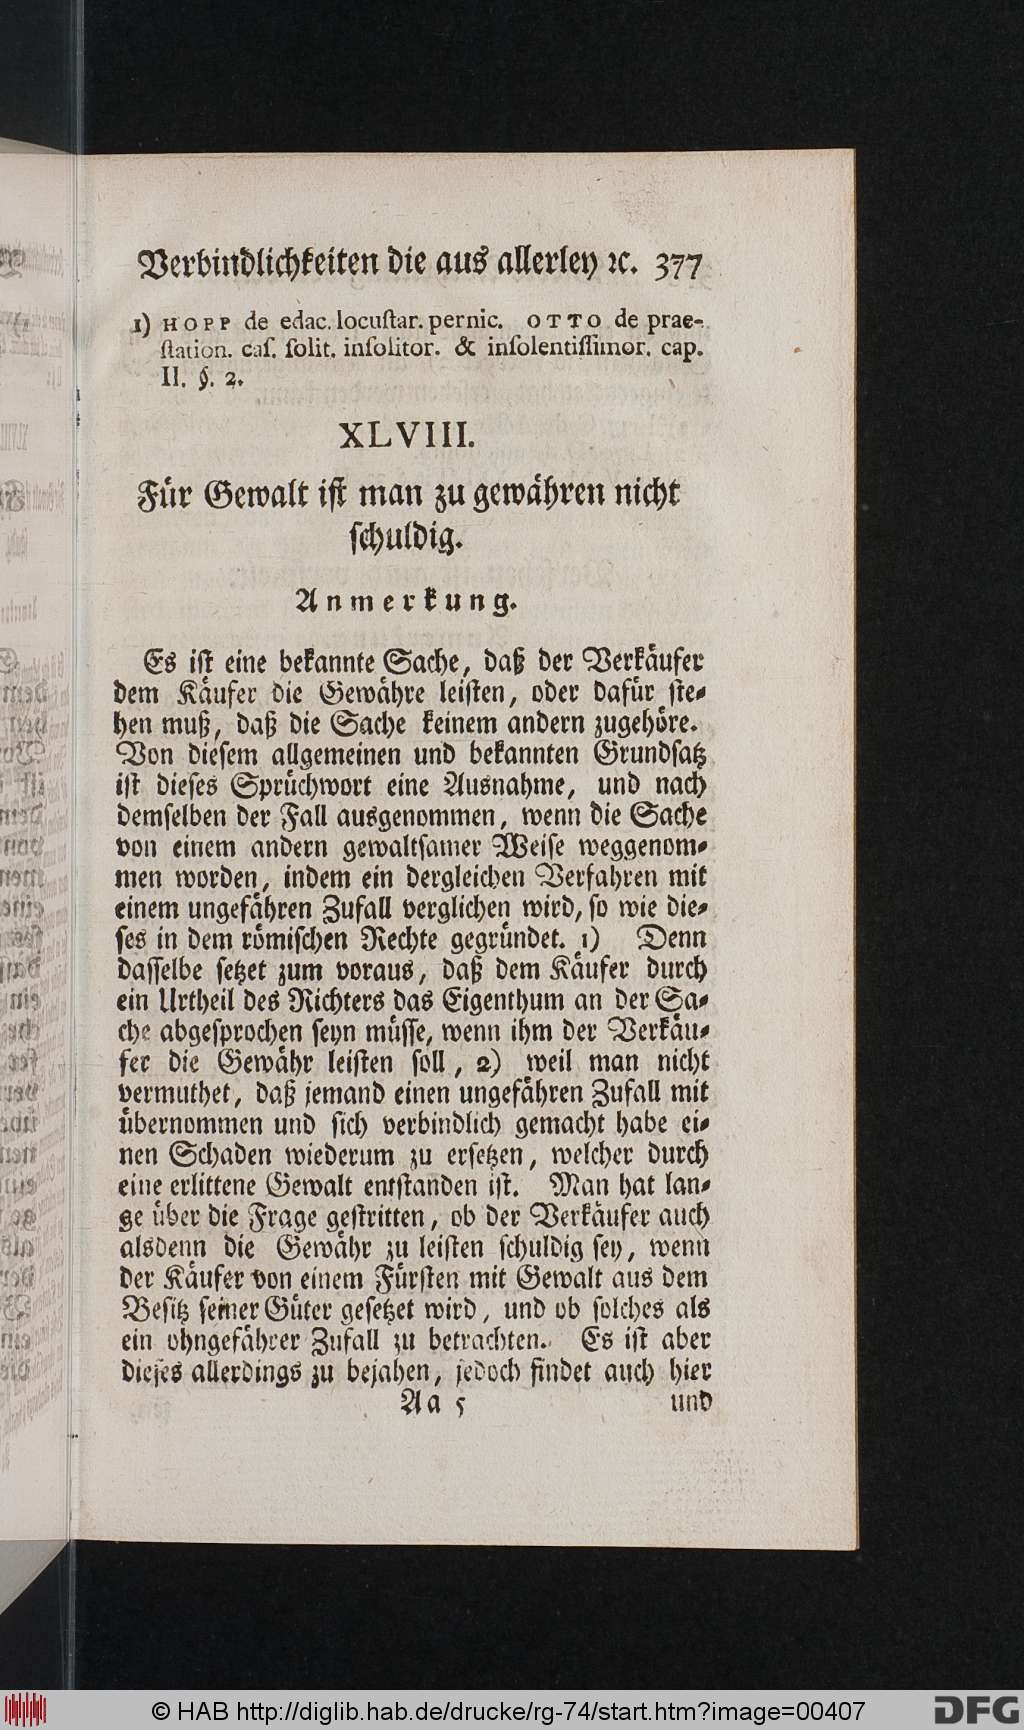 Verbindlichkeiten die aus allerley ꝛc. 377
1) HOPP de edac. locuſtar. pernic. OTTO de prae-
ſtation. caſ. ſolit. inſolitor. & inſolentiſſimor. cap.
II. §. 2.
XLVIII.
Für Gewalt iſt man zu gewähren nicht
ſchuldig.
Anmerkung.
Es iſt eine bekannte Sache, daß der Verkäufer
dem Käufer die Gewähre leiſten, oder dafür ſte-
hen muß, daß die Sache keinem andern zugehöre.
Von dieſem allgemeinen und bekannten Grundſatz
iſt dieſes Sprüchwort eine Ausnahme, und nach
demſelben der Fall ausgenommen, wenn die Sache
von einem andern gewaltſamer Weiſe weggenom-
men worden, indem ein dergleichen Verfahren mit
einem ungefähren Zufall verglichen wird, ſo wie die-
ſes in dem römiſchen Rechte gegründet. 1) Denn
daſſelbe ſetzet zum voraus, daß dem Käufer durch
ein Urtheil des Richters das Eigenthum an der Sa-
che abgeſprochen ſeyn müſſe, wenn ihm der Verkäu-
fer die Gewähr leiſten ſoll, 2) weil man nicht
vermuthet, daß jemand einen ungefähren Zufall mit
übernommen und ſich verbindlich gemacht habe ei-
nen Schaden wiederum zu erſetzen, welcher durch
eine erlittene Gewalt entſtanden iſt. Man hat lan-
ge über die Frage geſtritten, ob der Verkäufer auch
alsdenn die Gewähr zu leiſten ſchuldig ſey, wenn
der Käufer von einem Fürſten mit Gewalt aus dem
Beſitz ſeiner Güter geſetzet wird, und ob ſolches als
ein ohngefährer Zufall zu betrachten. Es iſt aber
dieſes allerdings zu bejahen, jedoch findet auch hier
Aa 5 und
© HAB http://diglib.hab.de/drucke/rg-74/start.htm?image=00407
DFG